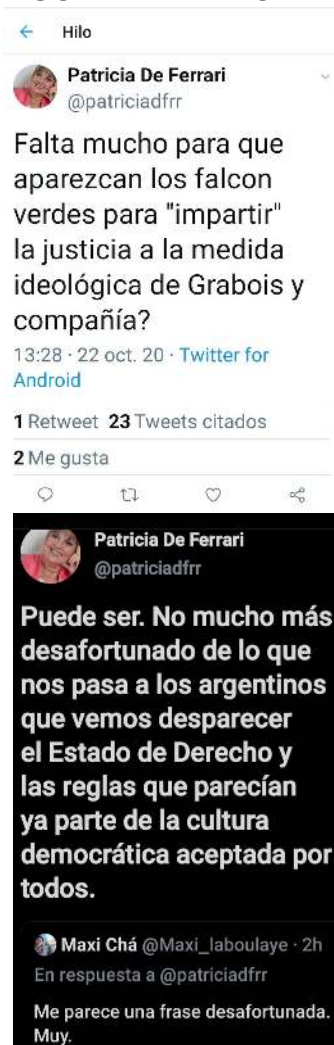 Hilo
Patricia De Ferrari
@patriciadfrr
Falta mucho para que
aparezcan los falcon
verdes para "impartir"
la justicia a la medida
ideológica de Grabois y
compañía?
13:28 · 22 oct. 20 · Twitter for
Android
1 Retweet 23 Tweets citados
2 Me gusta
Patricia De Ferrari
@patriciadfrr
Puede ser. No mucho más
desafortunado de lo que
nos pasa a los argentinos
que vemos desparecer
el Estado de Derecho y
las reglas que parecían
ya parte de la cultura
democrática aceptada por
todos.
Maxi Chá @Maxi_laboulaye · 2h
En respuesta a @patriciadfrr
Me parece una frase desafortunada.
Muy.